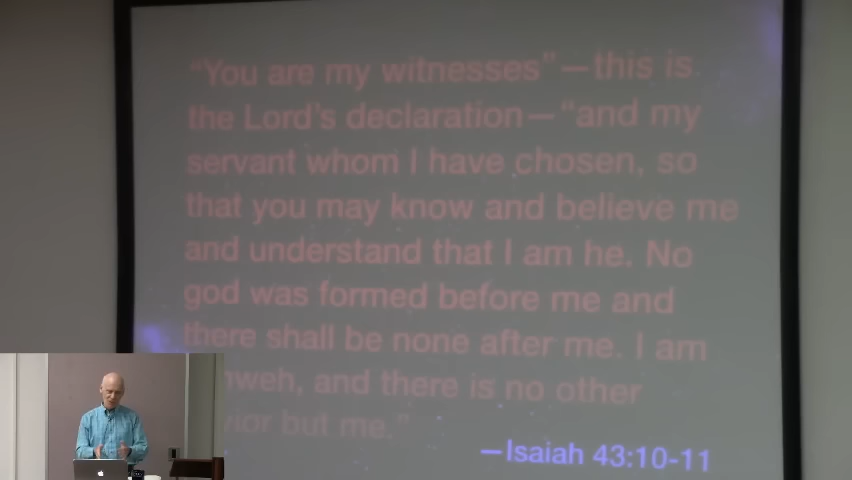 "You are my witnesses"—this is
the Lord's declaration—"and my
servant whom I have chosen, so
that you may know and believe me
and understand that I am he. No
god was formed before me and
there shall be none after me. I am
and there is no other
but me."
—Isaiah 43:10-11